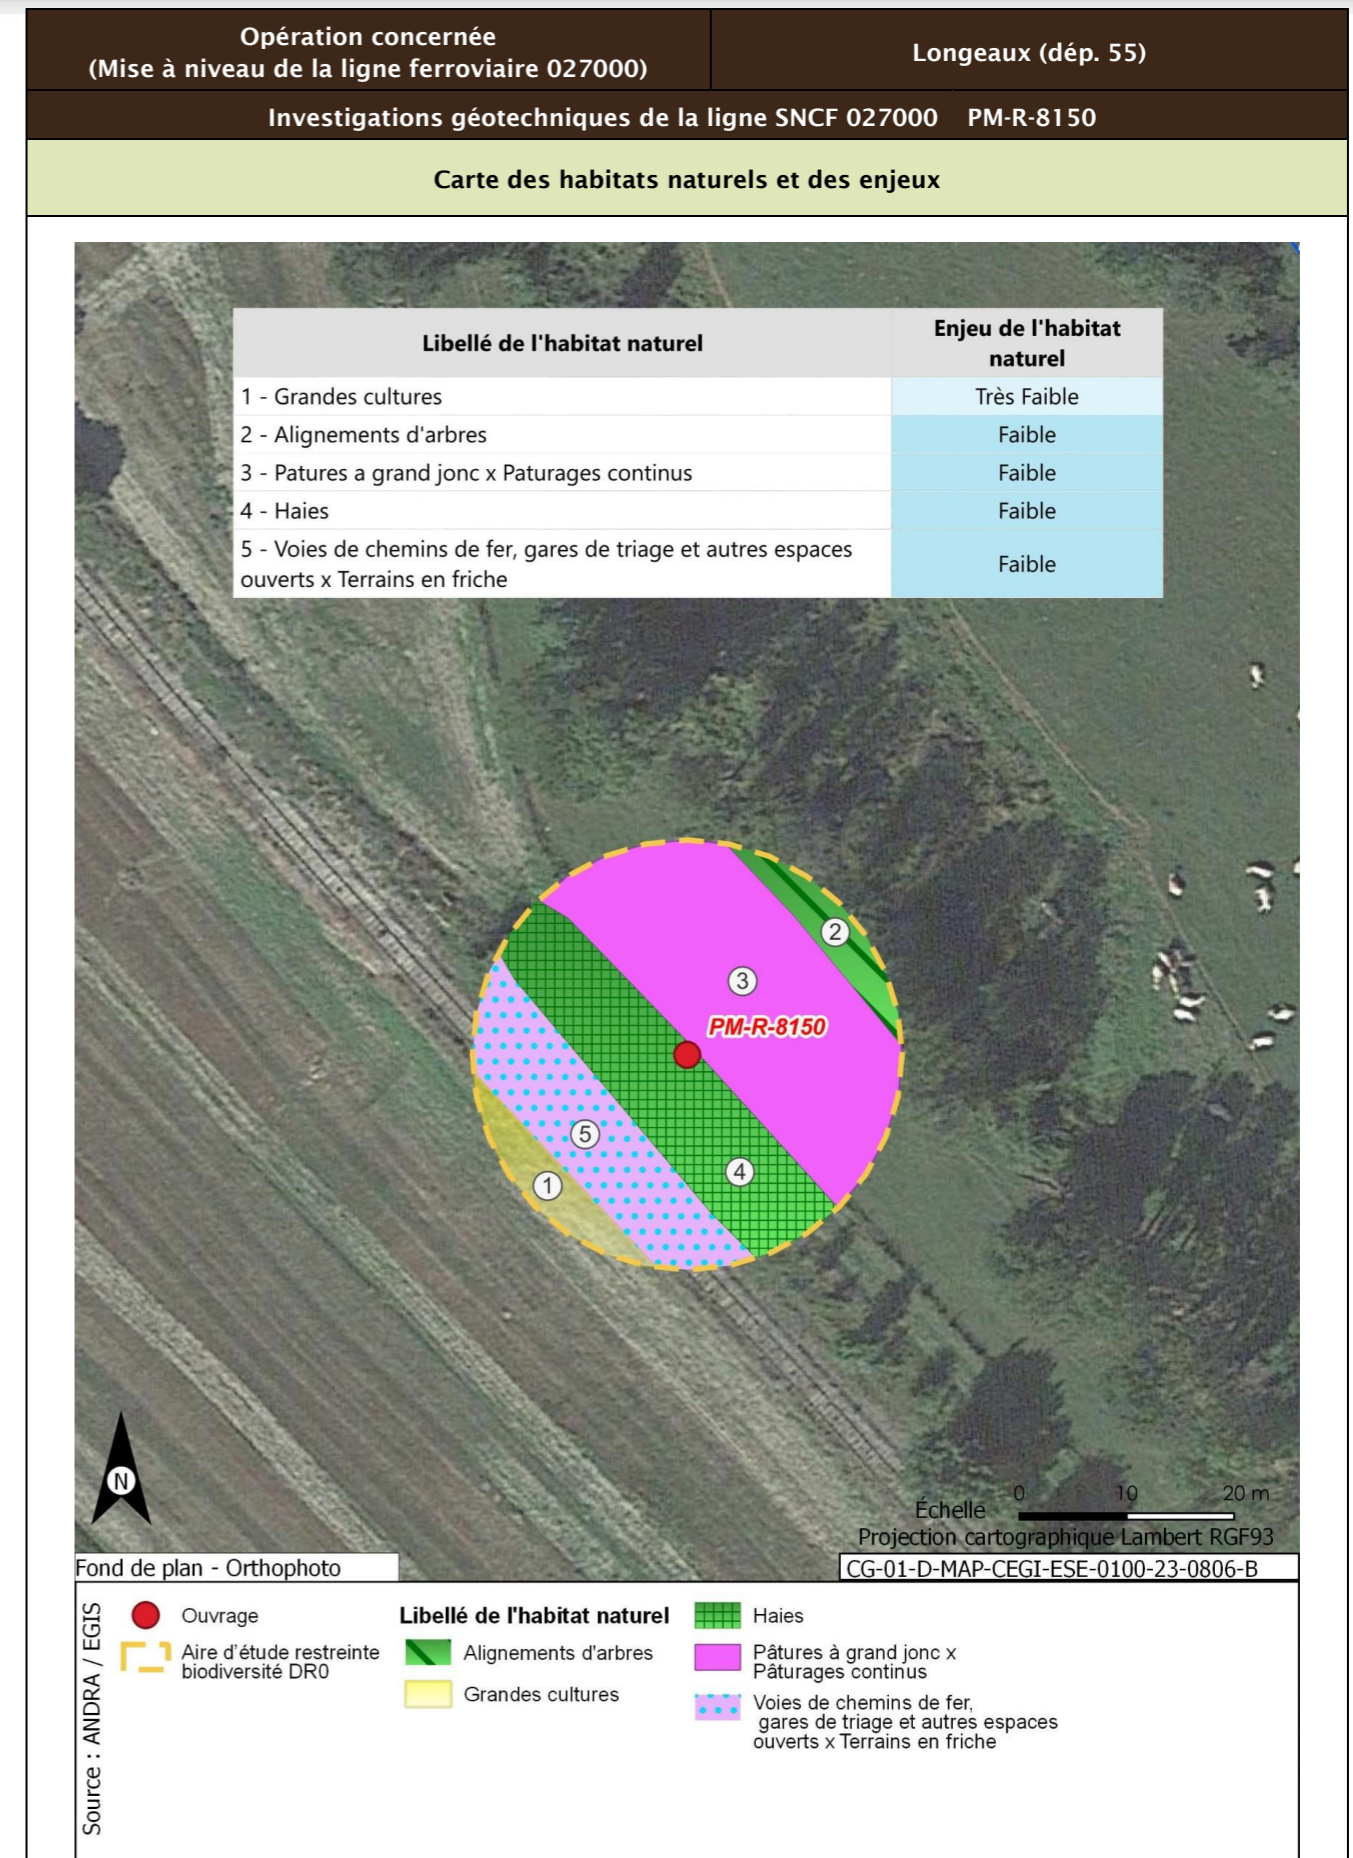 Opération concernée
(Mise à niveau de la ligne ferroviaire 027000)
Longeaux (dép. 55)
Investigations géotechniques de la ligne SNCF 027000 PM-R-8150
Carte des habitats naturels et des enjeux
Libellé de l'habitat naturel
Enjeu de l'habitat
naturel
1 - Grandes cultures
Très Faible
2 - Alignements d'arbres
Faible
3 - Patures a grand jonc x Paturages continus
Faible
4 - Haies
Faible
5 - Voies de chemins de fer, gares de triage et autres espaces
ouverts x Terrains en friche
Faible
2
3
PM-R-8150
5
4
1
N
Échelle
0 10 20 m
Projection cartographique Lambert RGF93
Fond de plan - Orthophoto
CG-01-D-MAP-CEGI-ESE-0100-23-0806-B
Source : ANDRA / EGIS
Ouvrage
Aire d'étude restreinte
biodiversité DR0
Libellé de l'habitat naturel
Alignements d'arbres
Grandes cultures
Haies
Pâtures à grand jonc x
Pâturages continus
Voies de chemins de fer,
gares de triage et autres espaces
ouverts x Terrains en friche